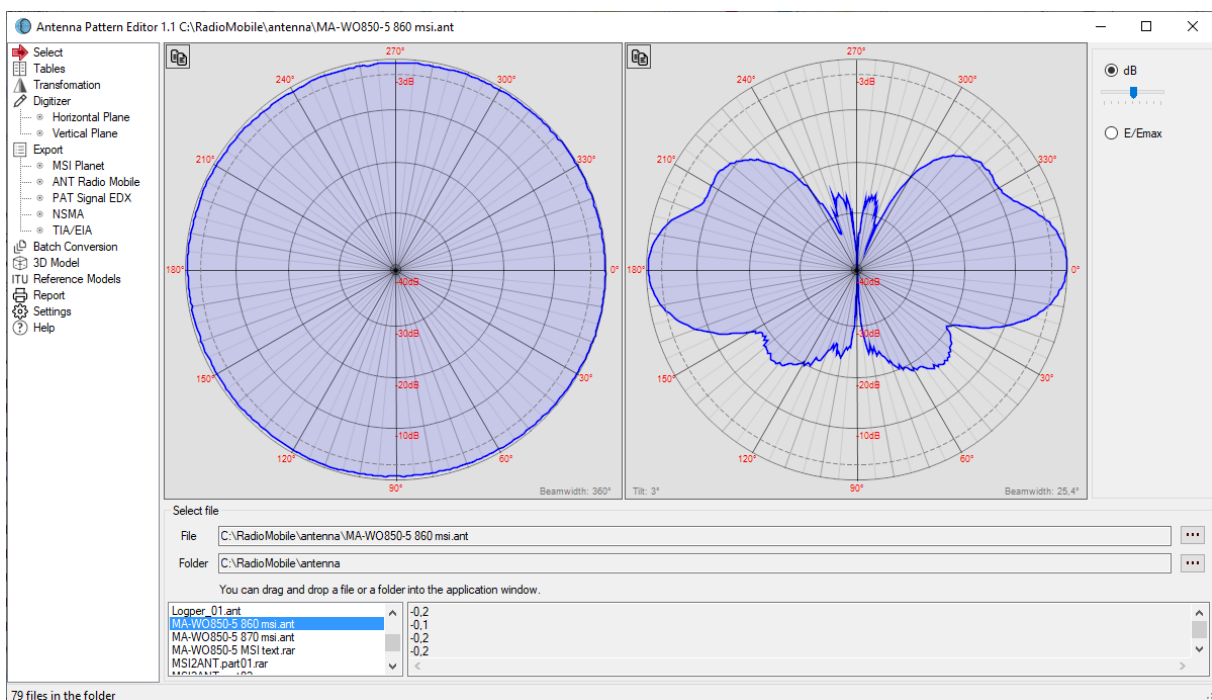 Antenna Pattern Editor 1.1 C:\RadioMobile\antenna\MA-WO850-5 860 msi.ant
Select
Tables
Transfomation
Digitizer
Horizontal Plane
Vertical Plane
Export
MSI Planet
ANT Radio Mobile
PAT Signal EDX
NSMA
TIA/EIA
Batch Conversion
3D Model
ITU Reference Models
Report
Settings
Help
270°
240° -3dB 300°
210° 330°
180° 0°
-40dB
-30dB
150° 30°
-20dB
-10dB
120° 60°
90°
Beamwidth: 360°
270°
240° -3dB 300°
210° 330°
180° 0°
-40dB
-30dB
150° 30°
-20dB
-10dB
120° 60°
90°
Tilt: 3° Beamwidth: 25,4°
dB
E/Emax
Select file
File C:\RadioMobile\antenna\MA-WO850-5 860 msi.ant ...
Folder C:\RadioMobile\antenna ...
You can drag and drop a file or a folder into the application window.
Logper_01.ant
MA-WO850-5 860 msi.ant
MA-WO850-5 870 msi.ant
MA-WO850-5 MSI text.rar
MSI2ANT.part01.rar
-0,2
-0,1
-0,2
-0,2
79 files in the folder